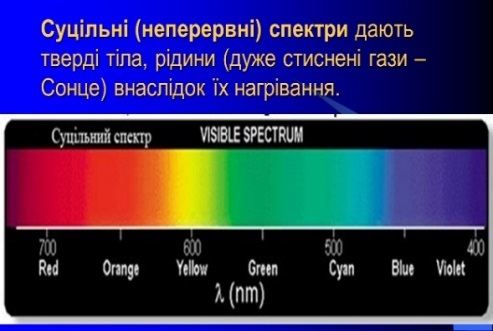 Суцільні (неперервні) спектри дають
тверді тіла, рідини (дуже стиснені гази –
Сонце) внаслідок їх нагрівання.
Суцільний спектр VISIBLE SPECTRUM
700 600 500 400
Red Orange Yellow Green Cyan Blue Violet
λ (nm)